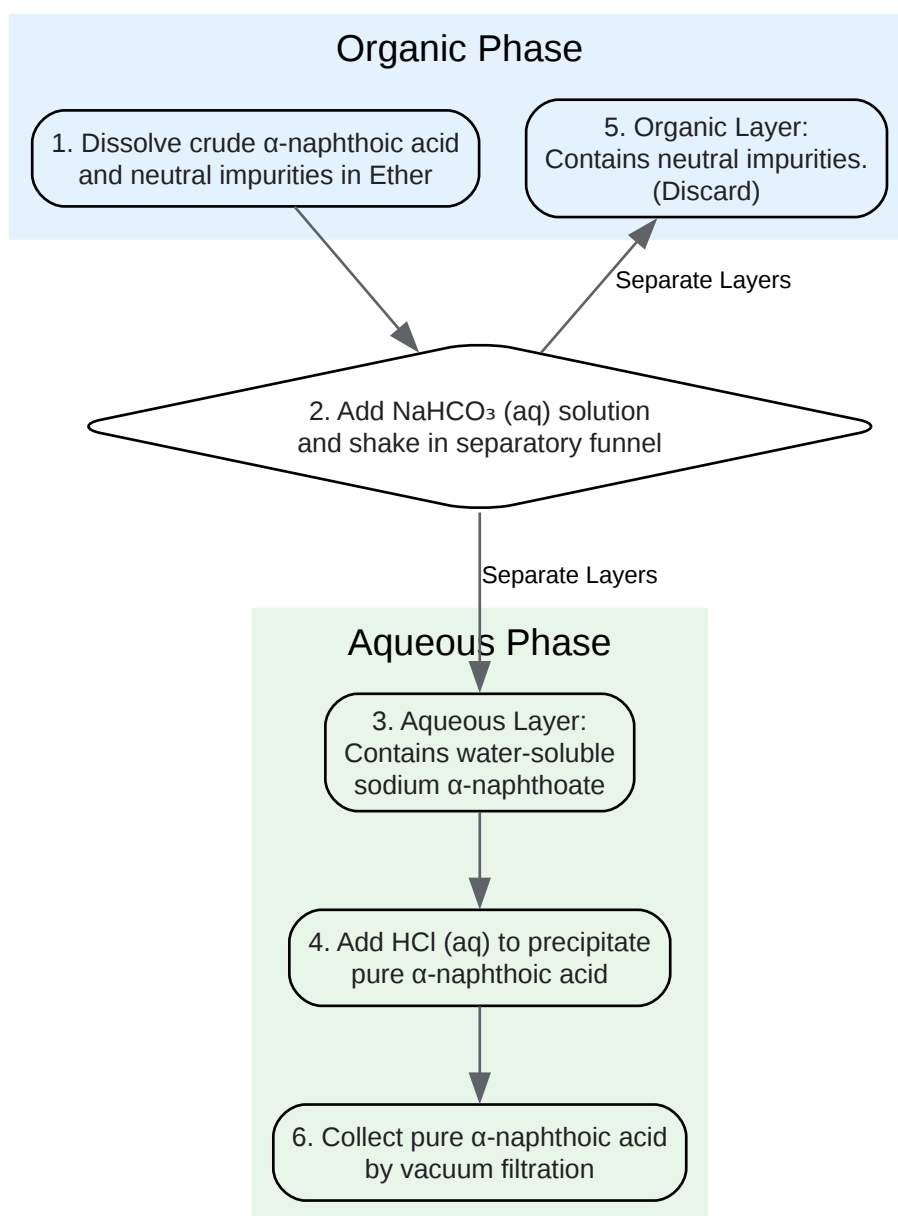 Organic Phase
1. Dissolve crude α-naphthoic acid
and neutral impurities in Ether
5. Organic Layer:
Contains neutral impurities.
(Discard)
Separate Layers
2. Add NaHCO₃ (aq) solution
and shake in separatory funnel
Separate Layers
Aqueous Phase
3. Aqueous Layer:
Contains water-soluble
sodium α-naphthoate
4. Add HCl (aq) to precipitate
pure α-naphthoic acid
6. Collect pure α-naphthoic acid
by vacuum filtration